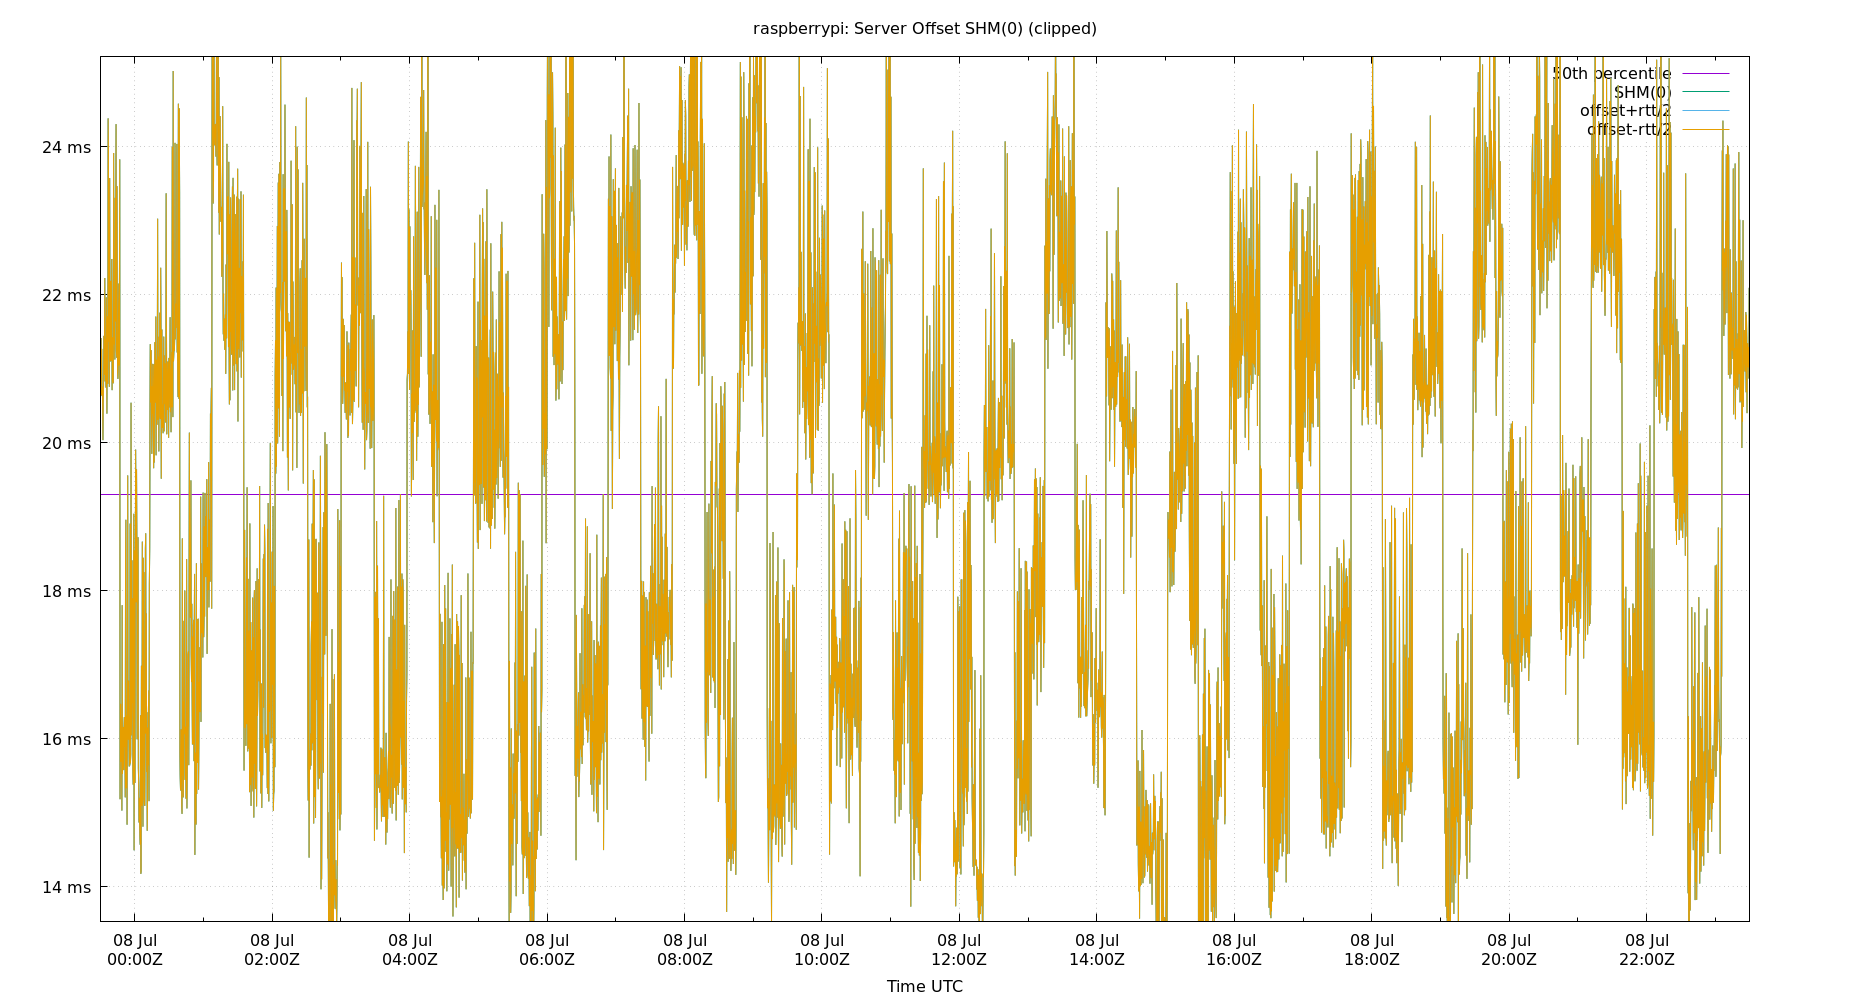 raspberrypi: Server Offset SHM(0) (clipped)
50th percentile
SHM(0)
offset+rtt/2
offset-rtt/2
24 ms
22 ms
20 ms
18 ms
16 ms
14 ms
08 Jul 08 Jul 08 Jul 08 Jul 08 Jul 08 Jul 08 Jul 08 Jul 08 Jul 08 Jul 08 Jul 08 Jul
00:00Z 02:00Z 04:00Z 06:00Z 08:00Z 10:00Z 12:00Z 14:00Z 16:00Z 18:00Z 20:00Z 22:00Z
Time UTC